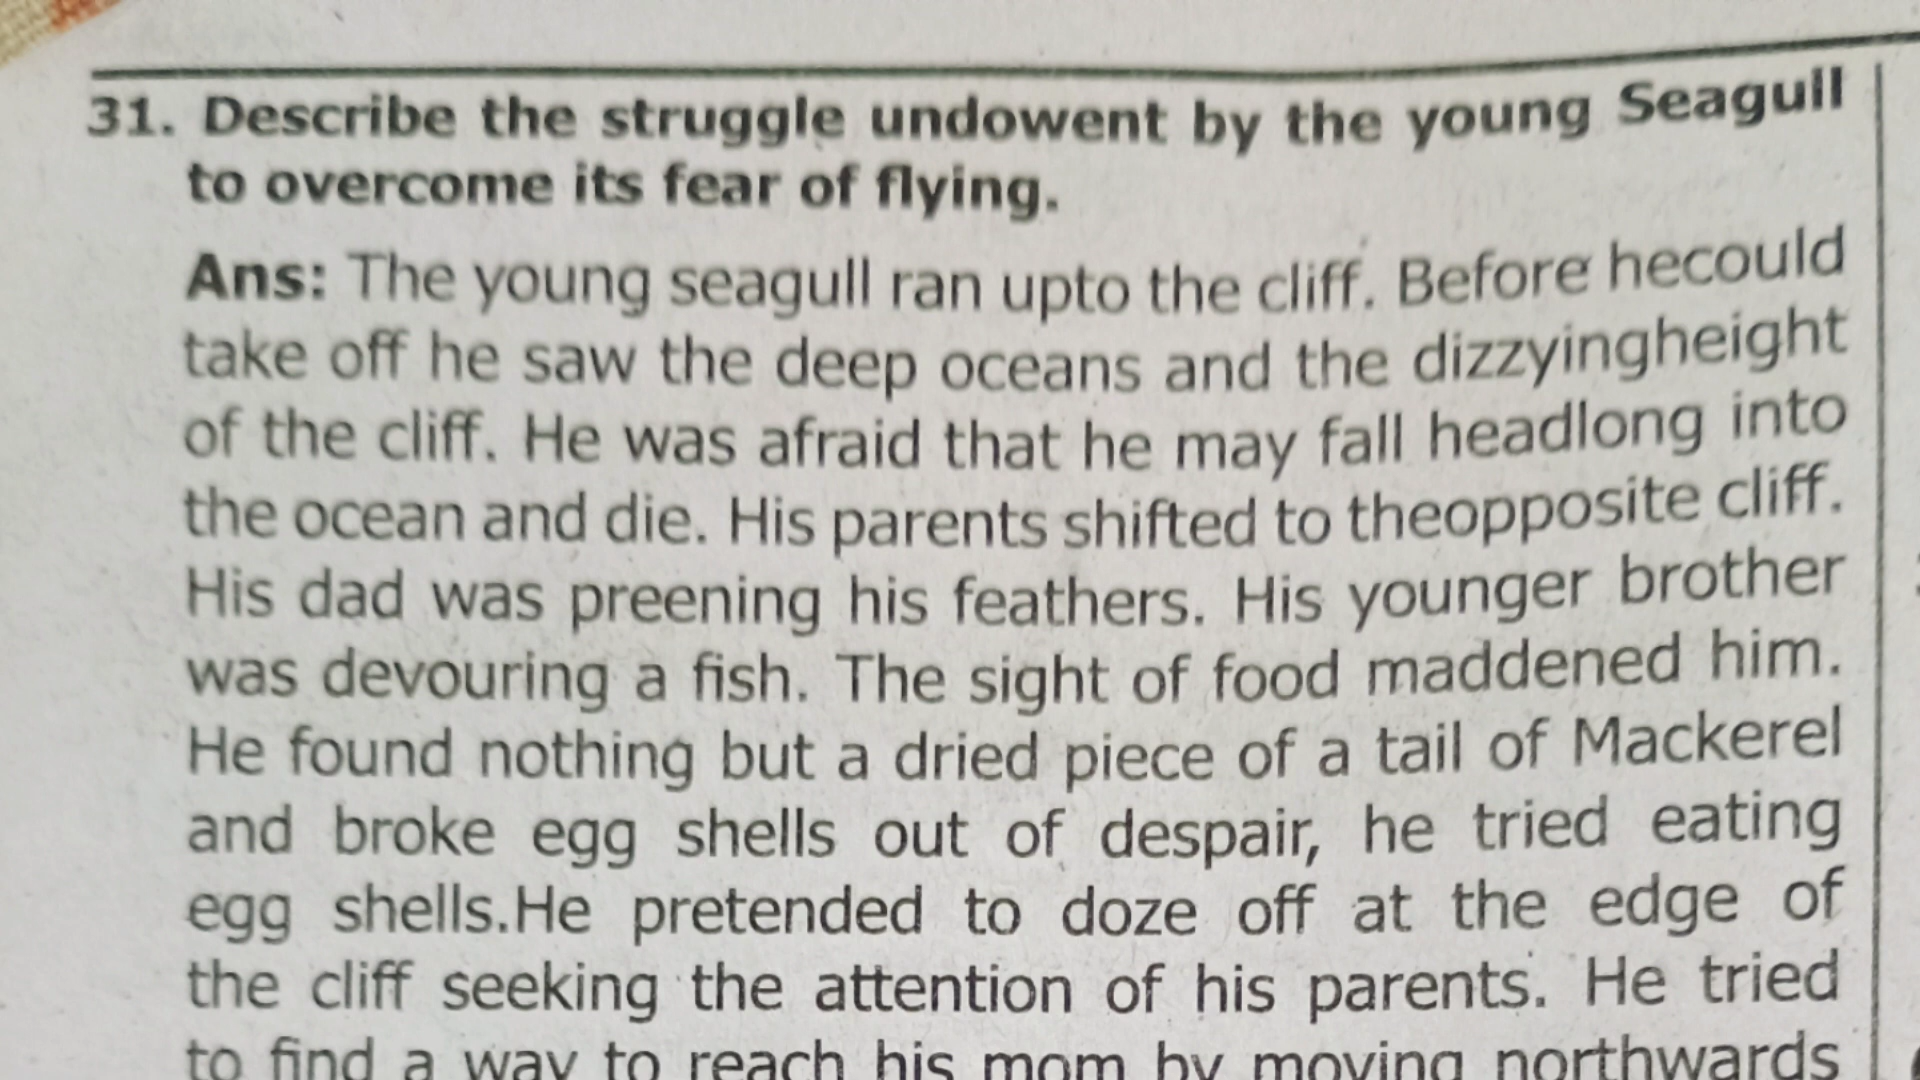 31. Describe the struggle undowent by the young Seagull
to overcome its fear of flying.
Ans: The young seagull ran upto the cliff. Before hecould
take off he saw the deep oceans and the dizzyingheight
of the cliff. He was afraid that he may fall headlong into
the ocean and die. His parents shifted to theopposite cliff.
His dad was preening his feathers. His younger brother
was devouring a fish. The sight of food maddened him.
He found nothing but a dried piece of a tail of Mackerel
and broke egg shells out of despair, he tried eating
egg shells.He pretended to doze off at the edge of
the cliff seeking the attention of his parents. He tried
to find a way to reach his mom by moving northwards